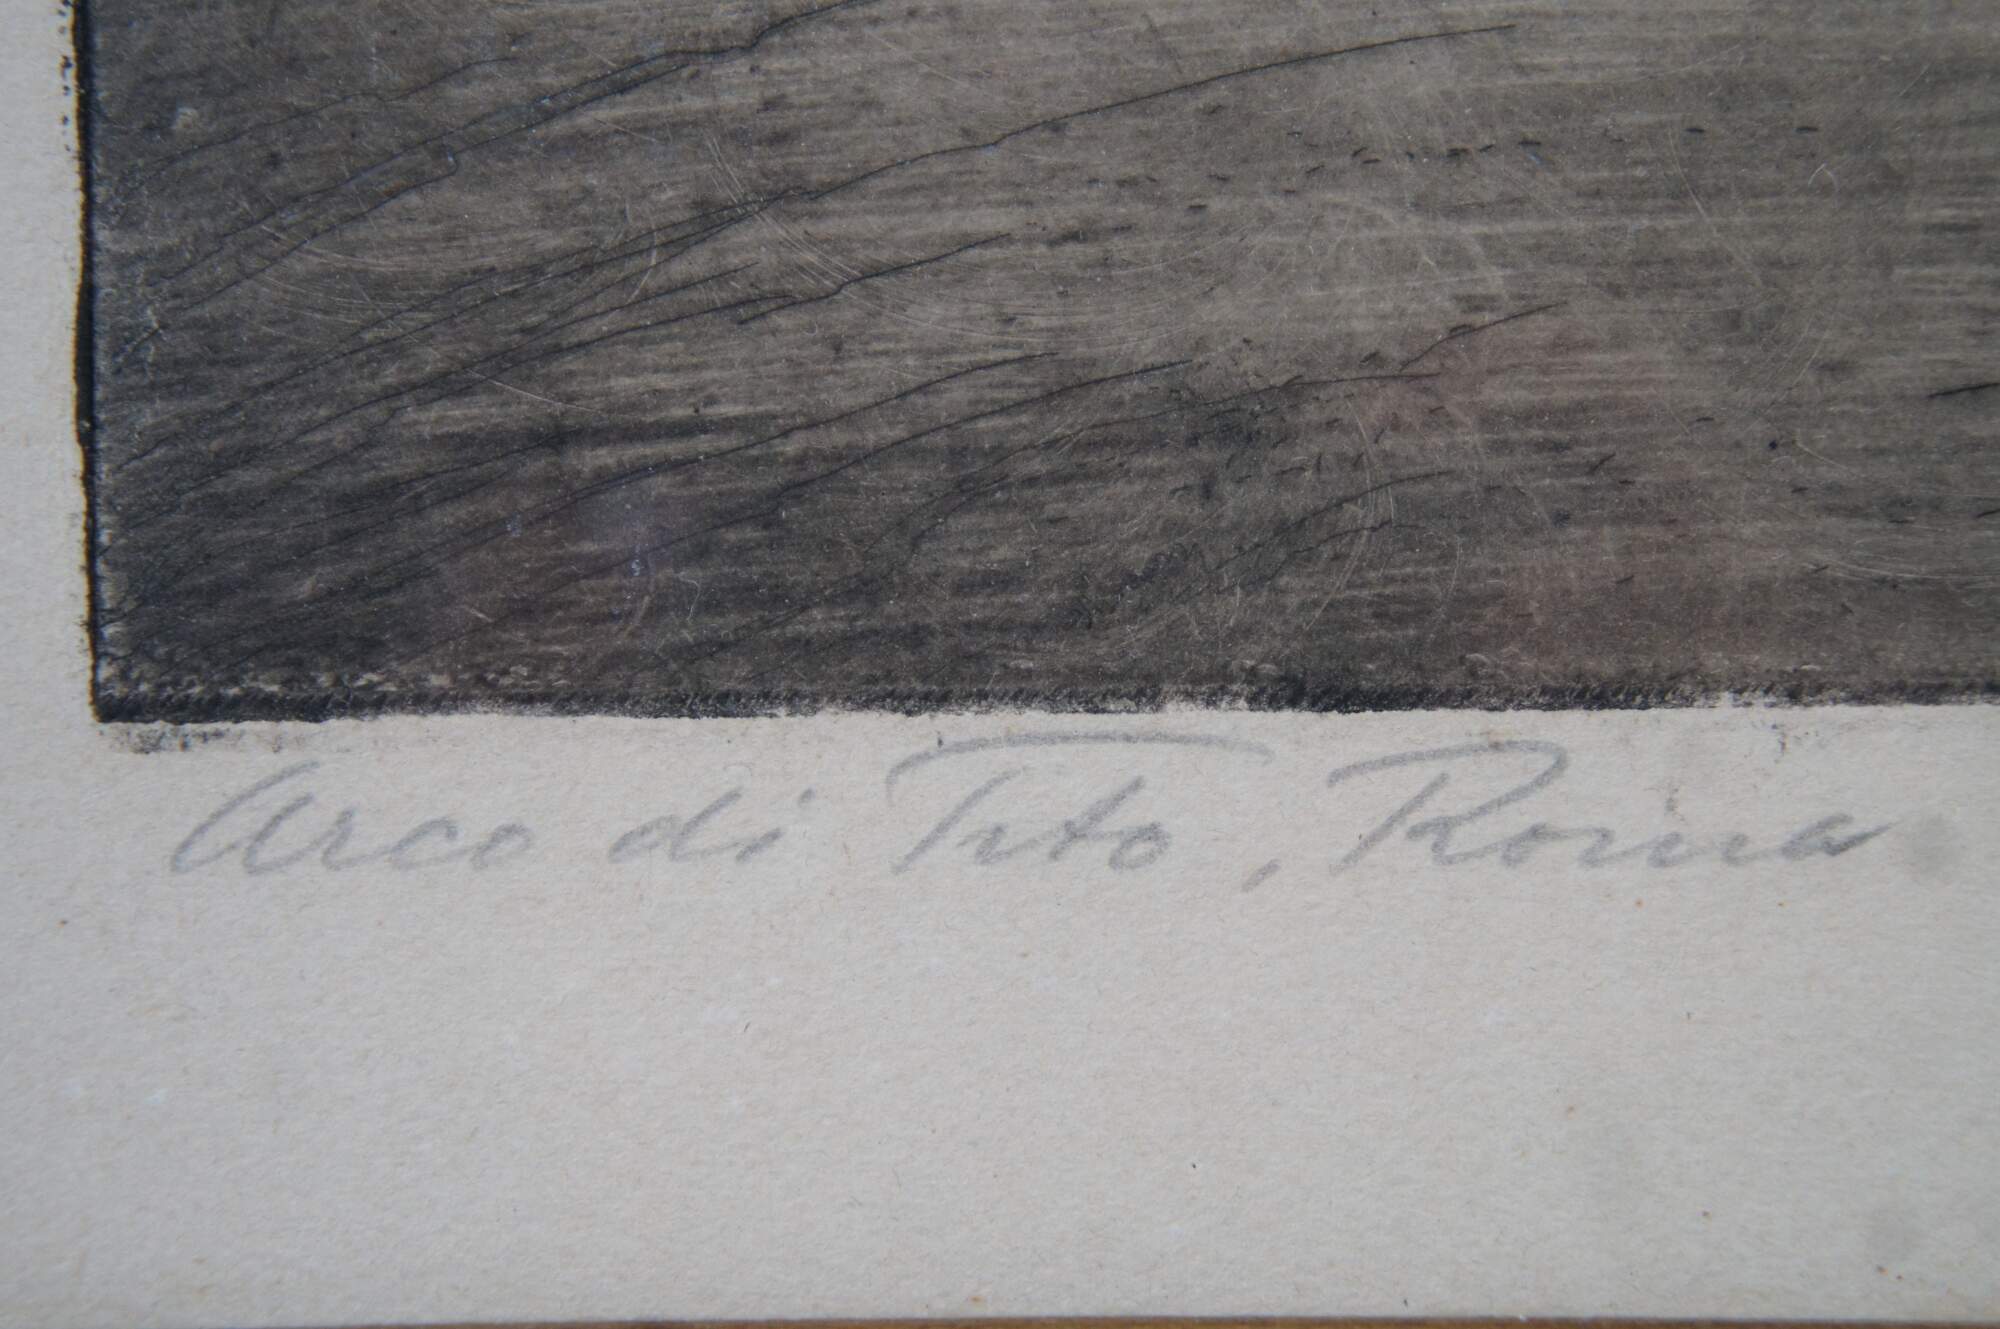 Arco di Tito, Roma